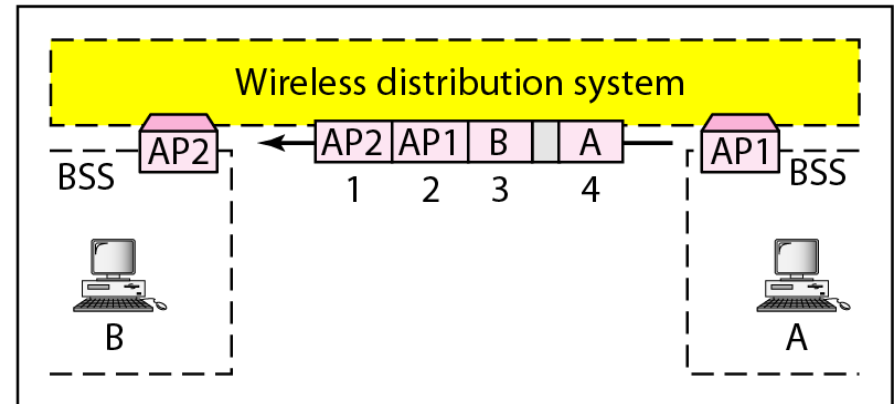 Wireless distribution system
AP2 AP2 AP1 B A AP1
BSS 1 2 3 4 BSS
B A